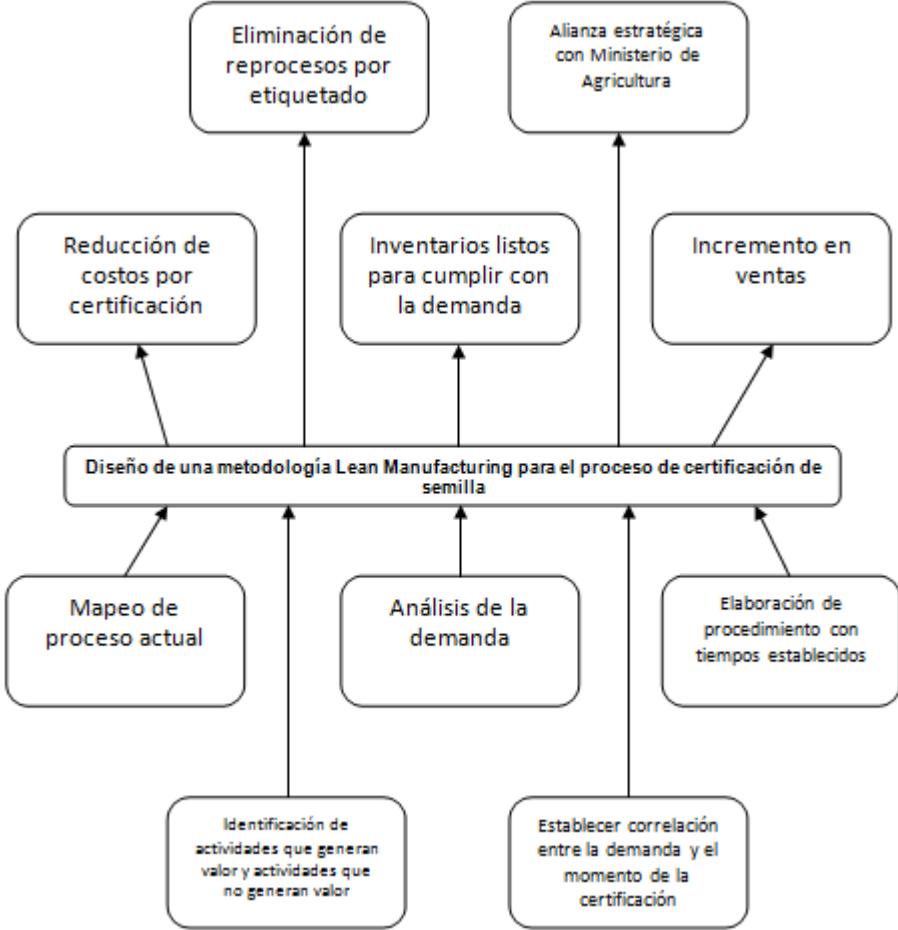 Eliminación de
reprocesos por
etiquetado
Alianza estratégica
con Ministerio de
Agricultura
Reducción de
costos por
certificación
Inventarios listos
para cumplir con
la demanda
Incremento en
ventas
Diseño de una metodología Lean Manufacturing para el proceso de certificación de
semilla
Mapeo de
proceso actual
Análisis de la
demanda
Elaboración de
procedimiento con
tiempos establecidos
Identificación de
actividades que generan
valor y actividades que
no generan valor
Establecer correlación
entre la demanda y el
momento de la
certificación